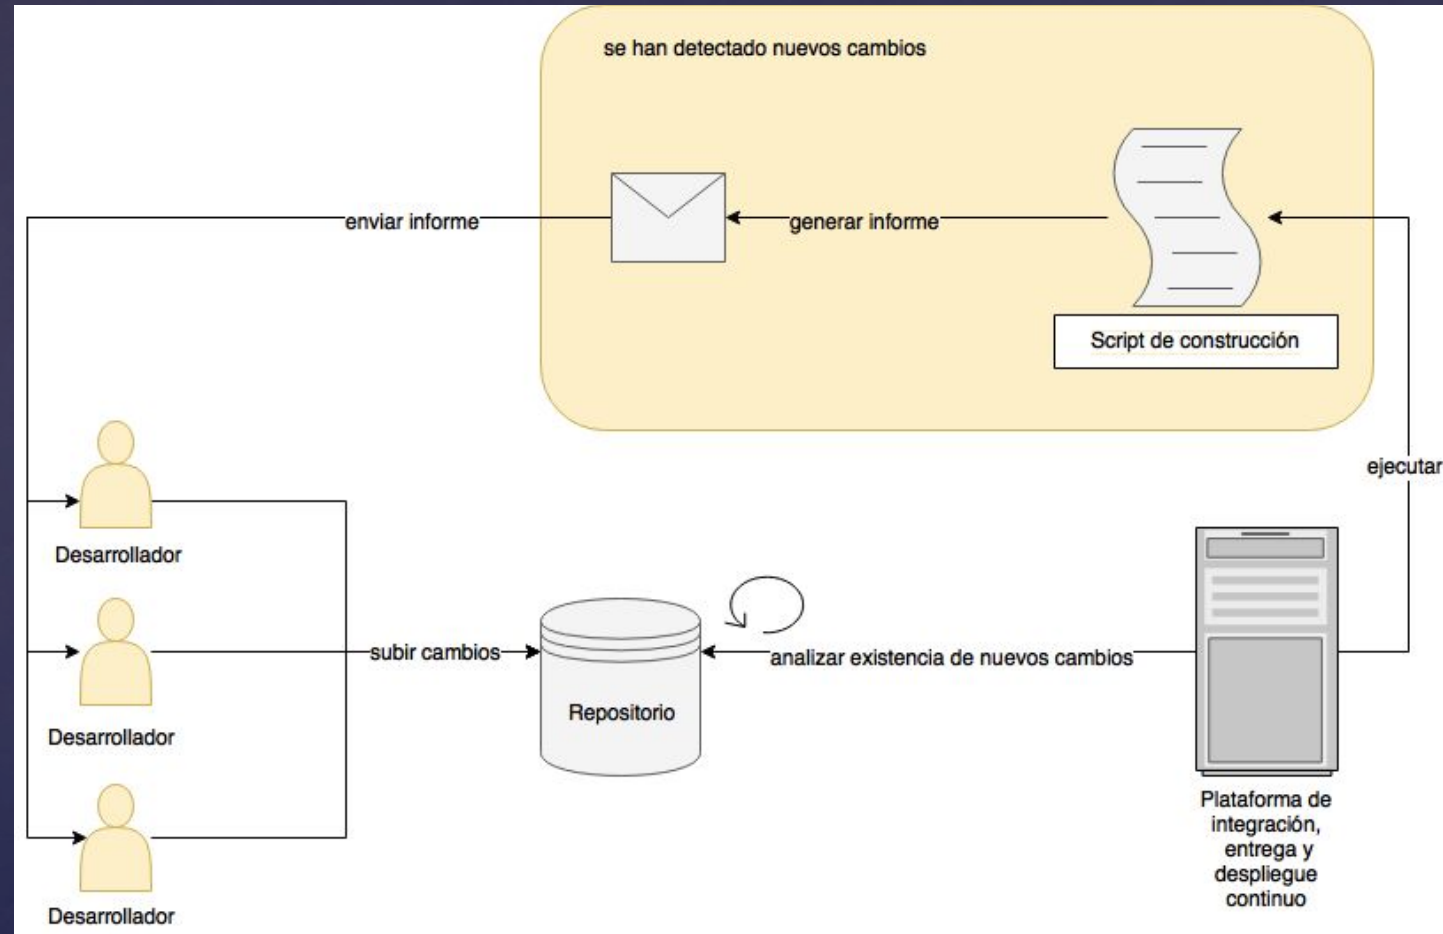 se han detectado nuevos cambios
enviar informe
generar informe
Script de construcción
ejecutar
Desarrollador
subir cambios
analizar existencia de nuevos cambios
Repositorio
Desarrollador
Plataforma de
integración,
entrega y
despliegue
continuo
Desarrollador